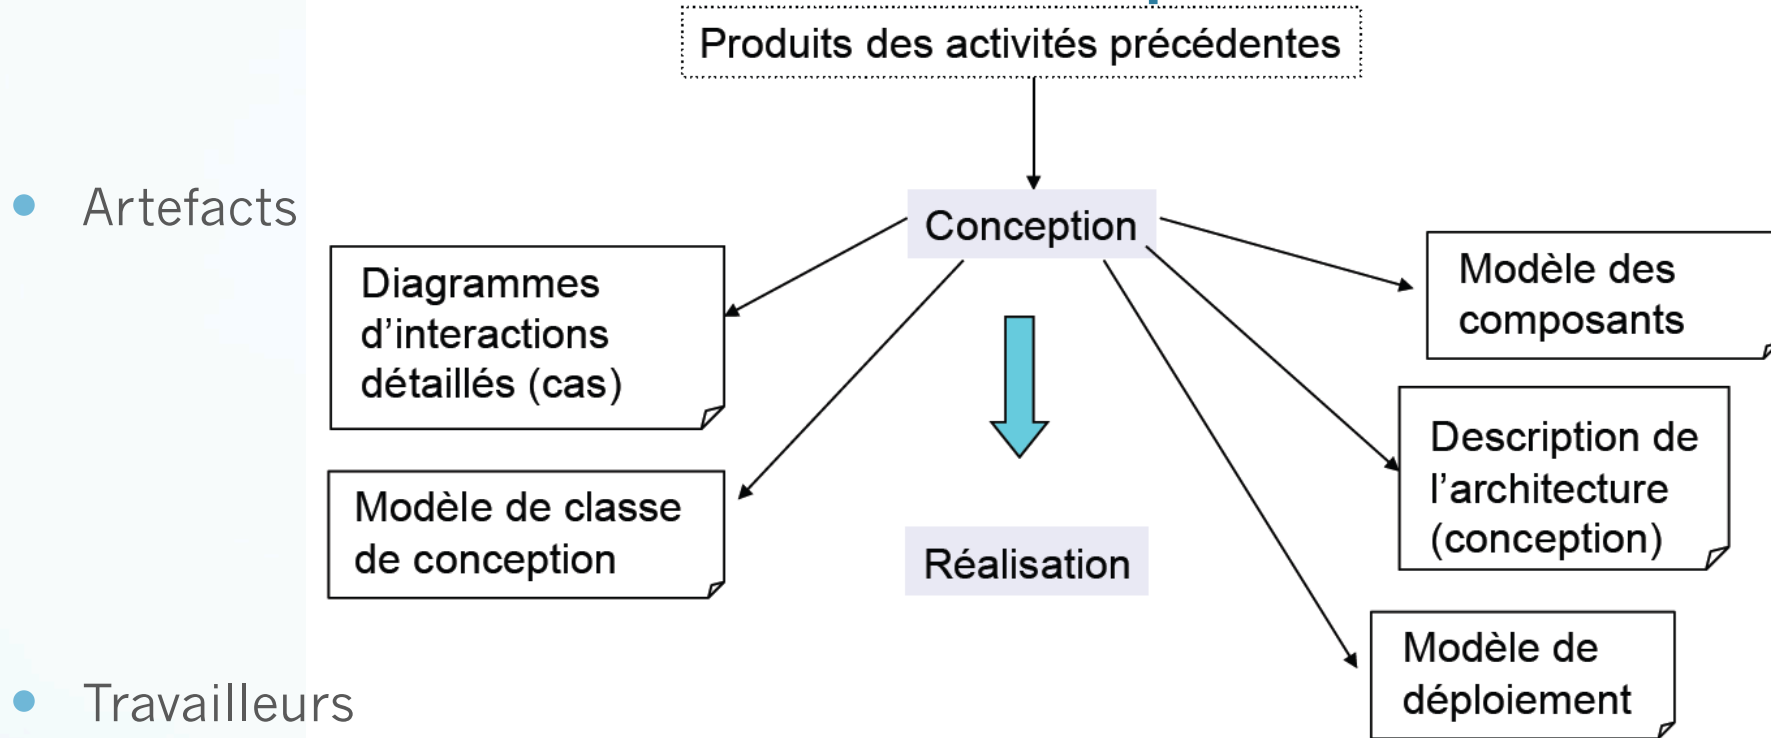 Produits des activités précédentes
Artefacts
Conception
Diagrammes
d’interactions
détaillés (cas)
Modèle des
composants
Modèle de classe
de conception
Description de
l’architecture
(conception)
Réalisation
Modèle de
déploiement
Travailleurs